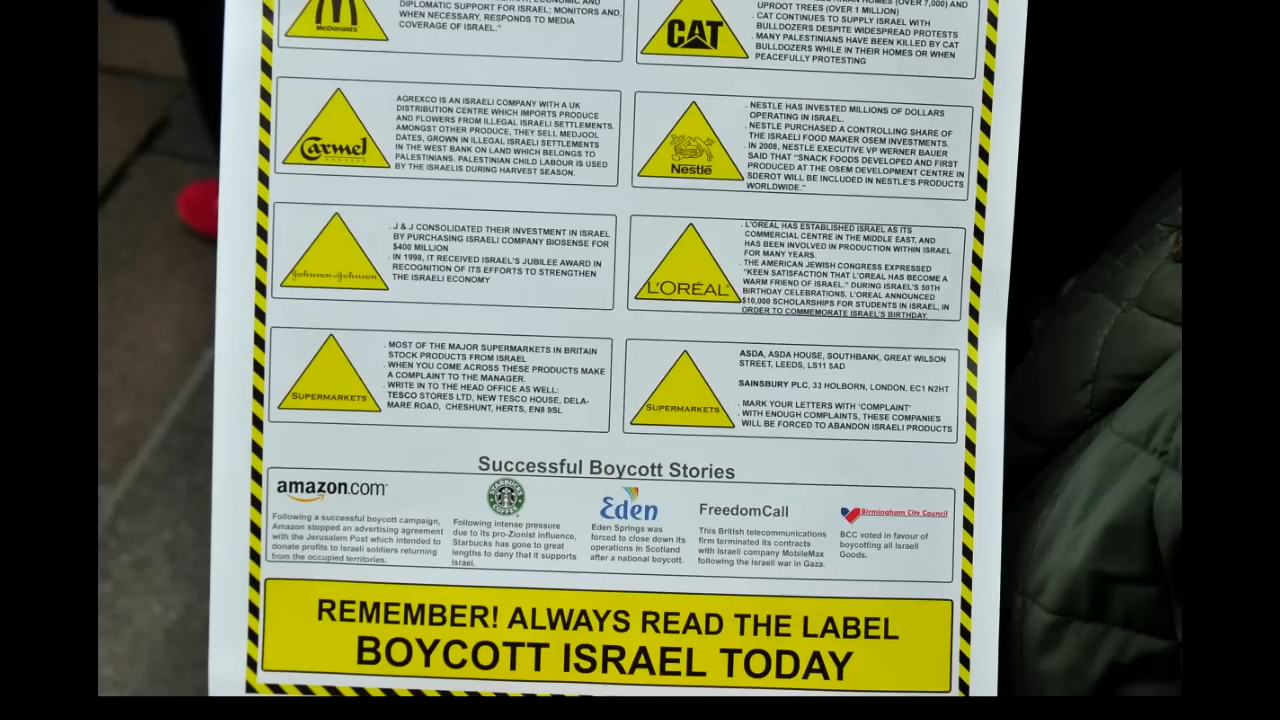 DIPLOMATIC SUPPORT FOR ISRAEL; MONITORS AND,
WHEN NECESSARY, RESPONDS TO MEDIA
COVERAGE OF ISRAEL."
McDonald's
HOMES (OVER 7,000) AND
UPROOT TREES (OVER 1 MILLION)
. CAT CONTINUES TO SUPPLY ISRAEL WITH
BULLDOZERS DESPITE WIDESPREAD PROTESTS
. MANY PALESTINIANS HAVE BEEN KILLED BY CAT
BULLDOZERS WHILE IN THEIR HOMES OR WHEN
PEACEFULLY PROTESTING
CAT
AGREXCO IS AN ISRAELI COMPANY WITH A UK
DISTRIBUTION CENTRE WHICH IMPORTS PRODUCE
AND FLOWERS FROM ILLEGAL ISRAELI SETTLEMENTS.
AMONGST OTHER PRODUCE, THEY SELL MEDJOOL
DATES, GROWN IN ILLEGAL ISRAELI SETTLEMENTS
IN THE WEST BANK ON LAND WHICH BELONGS TO
PALESTINIANS. PALESTINIAN CHILD LABOUR IS USED
BY THE ISRAELIS DURING HARVEST SEASON.
Carmel
. NESTLE HAS INVESTED MILLIONS OF DOLLARS
OPERATING IN ISRAEL.
. NESTLE PURCHASED A CONTROLLING SHARE OF
THE ISRAELI FOOD MAKER OSEM INVESTMENTS.
. IN 2008, NESTLE EXECUTIVE VP WERNER BAUER
SAID THAT "SNACK FOODS DEVELOPED AND FIRST
PRODUCED AT THE OSEM DEVELOPMENT CENTRE IN
SDEROT WILL BE INCLUDED IN NESTLE'S PRODUCTS
WORLDWIDE."
Nestlé
. J & J CONSOLIDATED THEIR INVESTMENT IN ISRAEL
BY PURCHASING ISRAELI COMPANY BIOSENSE FOR
$400 MILLION
. IN 1998, IT RECEIVED ISRAEL'S JUBILEE AWARD IN
RECOGNITION OF ITS EFFORTS TO STRENGTHEN
THE ISRAELI ECONOMY
Johnson-Johnson
. L'OREAL HAS ESTABLISHED ISRAEL AS ITS
COMMERCIAL CENTRE IN THE MIDDLE EAST, AND
HAS BEEN INVOLVED IN PRODUCTION WITHIN ISRAEL
FOR MANY YEARS.
. THE AMERICAN JEWISH CONGRESS EXPRESSED
"KEEN SATISFACTION THAT L'OREAL HAS BECOME A
WARM FRIEND OF ISRAEL." DURING ISRAEL'S 50TH
BIRTHDAY CELEBRATIONS, L'OREAL ANNOUNCED
$10,000 SCHOLARSHIPS FOR STUDENTS IN ISRAEL, IN
ORDER TO COMMEMORATE ISRAEL'S BIRTHDAY.
L'ORÉAL
. MOST OF THE MAJOR SUPERMARKETS IN BRITAIN
STOCK PRODUCTS FROM ISRAEL
. WHEN YOU COME ACROSS THESE PRODUCTS MAKE
A COMPLAINT TO THE MANAGER.
. WRITE IN TO THE HEAD OFFICE AS WELL:
TESCO STORES LTD, NEW TESCO HOUSE, DELA-
MARE ROAD, CHESHUNT, HERTS, EN8 9SL
SUPERMARKETS
ASDA, ASDA HOUSE, SOUTHBANK, GREAT WILSON
STREET, LEEDS, LS11 5AD
SAINSBURY PLC, 33 HOLBORN, LONDON, EC1 N2HT
. MARK YOUR LETTERS WITH 'COMPLAINT'
. WITH ENOUGH COMPLAINTS, THESE COMPANIES
WILL BE FORCED TO ABANDON ISRAELI PRODUCTS
SUPERMARKETS
Successful Boycott Stories
amazon.com
Following a successful boycott campaign,
Amazon stopped an advertising agreement
with the Jerusalem Post which intended to
donate profits to Israeli soldiers returning
from the occupied territories.
STARBUCKS
COFFEE
Following intense pressure
due to its pro-Zionist influence,
Starbucks has gone to great
lengths to deny that it supports
Israel.
Eden
Eden Springs was
forced to close down its
operations in Scotland
after a national boycott.
FreedomCall
This British telecommunications
firm terminated its contracts
with Israeli company MobileMax
following the Israeli war in Gaza.
Birmingham City Council
BCC voted in favour of
boycotting all Israeli
Goods.
REMEMBER! ALWAYS READ THE LABEL
BOYCOTT ISRAEL TODAY